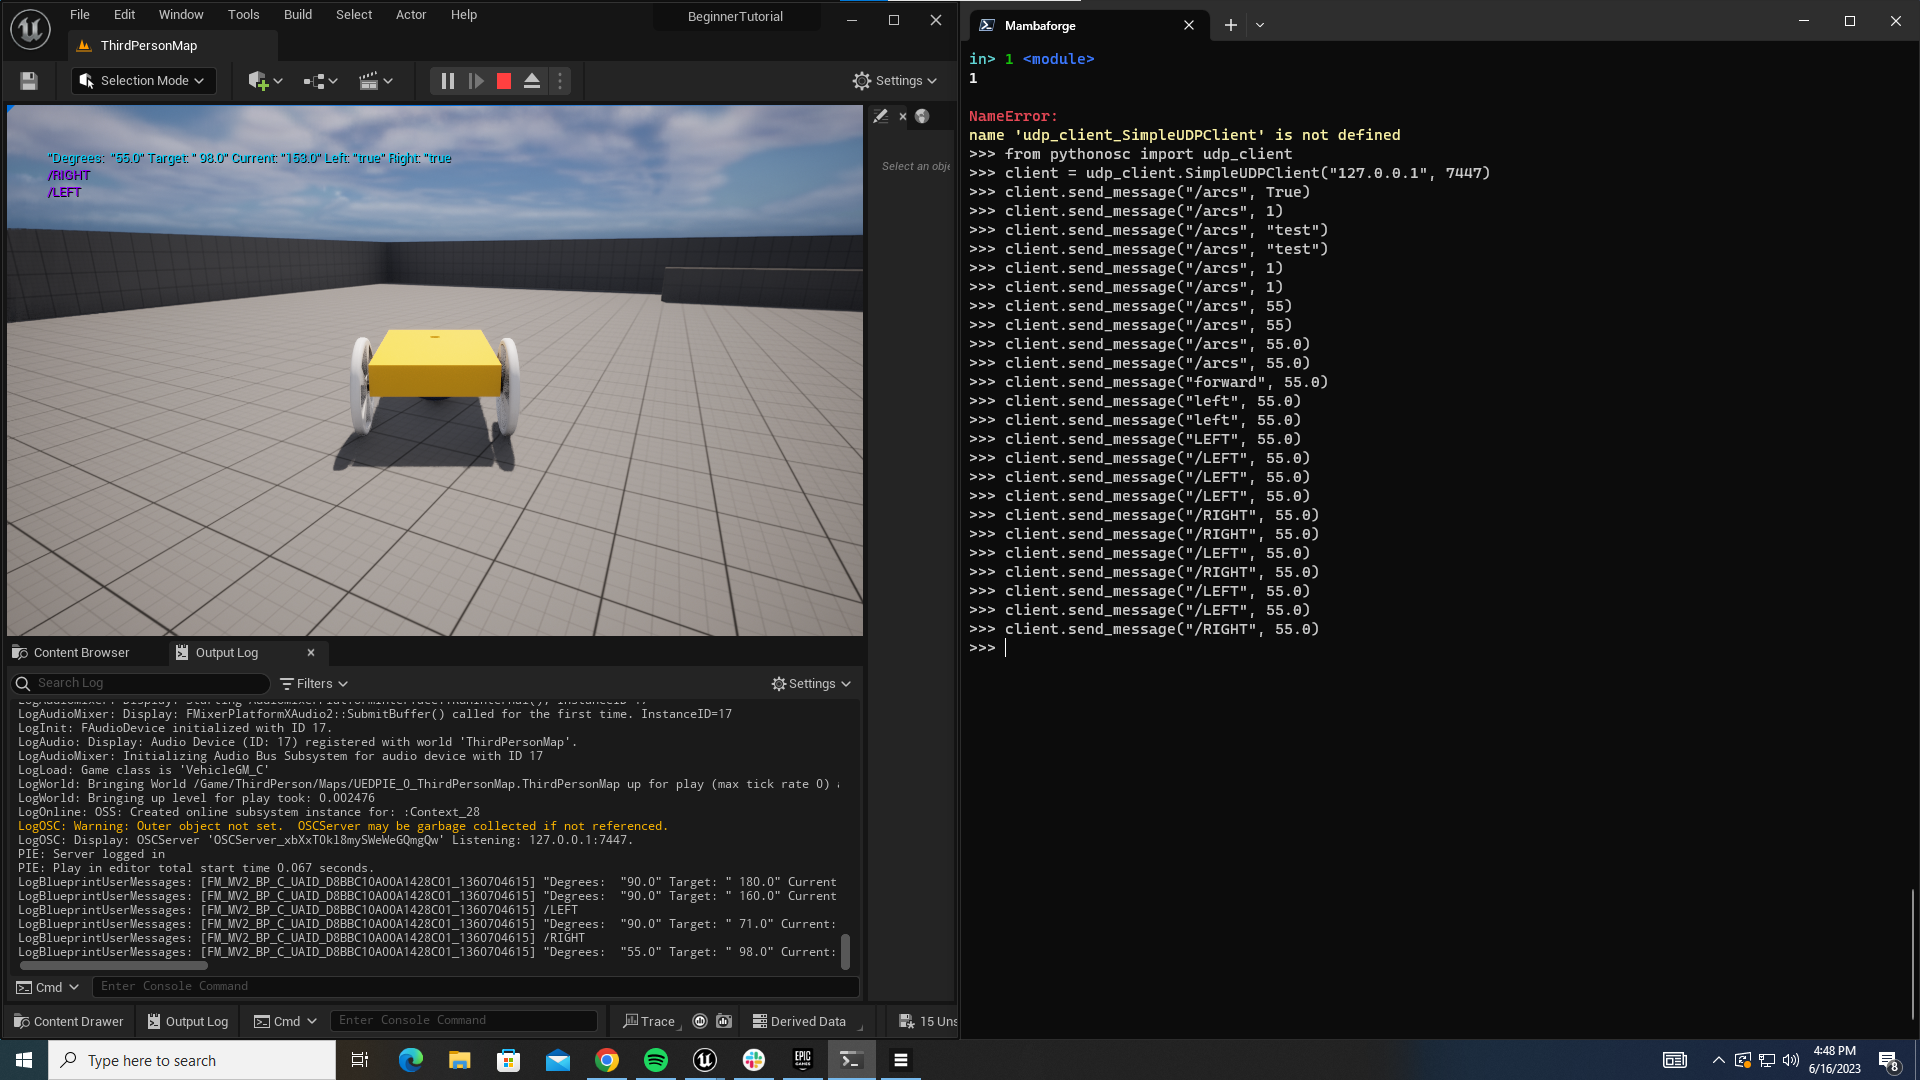 File Edit Window Tools Build Select Actor Help
BeginnerTutorial
ThirdPersonMap
Selection Mode
Settings
"Degrees:  "55.0" Target: " 98.0" Current: "153.0" Left: "true" Right: "true
/RIGHT
/LEFT
Select an obje
Content Browser
Output Log
Search Log
Filters
Settings
LogAudioMixer: Display: FMixerPlatformXAudio2::SubmitBuffer() called for the first time. InstanceID=17
LogInit: FAudioDevice initialized with ID 17.
LogAudio: Display: Audio Device (ID: 17) registered with world 'ThirdPersonMap'.
LogAudioMixer: Initializing Audio Bus Subsystem for audio device with ID 17
LogLoad: Game class is 'VehicleGM_C'
LogWorld: Bringing World /Game/ThirdPerson/Maps/UEDPIE_0_ThirdPersonMap.ThirdPersonMap up for play (max tick rate 0)
LogWorld: Bringing up level for play took: 0.002476
LogOnline: OSS: Created online subsystem instance for: :Context_28
LogOSC: Warning: Outer object not set.  OSCServer may be garbage collected if not referenced.
LogOSC: Display: OSCServer 'OSCServer_xbXxTOkl8mySWeWeGQmgQw' Listening: 127.0.0.1:7447.
PIE: Server logged in
PIE: Play in editor total start time 0.067 seconds.
LogBlueprintUserMessages: [FM_MV2_BP_C_UAID_D8BBC10A00A1428C01_1360704615] "Degrees:  "90.0" Target: " 180.0" Current
LogBlueprintUserMessages: [FM_MV2_BP_C_UAID_D8BBC10A00A1428C01_1360704615] "Degrees:  "90.0" Target: " 160.0" Current
LogBlueprintUserMessages: [FM_MV2_BP_C_UAID_D8BBC10A00A1428C01_1360704615] /LEFT
LogBlueprintUserMessages: [FM_MV2_BP_C_UAID_D8BBC10A00A1428C01_1360704615] "Degrees:  "90.0" Target: " 71.0" Current:
LogBlueprintUserMessages: [FM_MV2_BP_C_UAID_D8BBC10A00A1428C01_1360704615] /RIGHT
LogBlueprintUserMessages: [FM_MV2_BP_C_UAID_D8BBC10A00A1428C01_1360704615] "Degrees:  "55.0" Target: " 98.0" Current:
Cmd
Enter Console Command
Content Drawer
Output Log
Cmd
Enter Console Command
Trace
Derived Data
15 Uns
Mambaforge
in> 1 <module>
1
NameError:
name 'udp_client_SimpleUDPClient' is not defined
>>> from pythonosc import udp_client
>>> client = udp_client.SimpleUDPClient("127.0.0.1", 7447)
>>> client.send_message("/arcs", True)
>>> client.send_message("/arcs", 1)
>>> client.send_message("/arcs", "test")
>>> client.send_message("/arcs", "test")
>>> client.send_message("/arcs", 1)
>>> client.send_message("/arcs", 1)
>>> client.send_message("/arcs", 55)
>>> client.send_message("/arcs", 55)
>>> client.send_message("/arcs", 55.0)
>>> client.send_message("/arcs", 55.0)
>>> client.send_message("forward", 55.0)
>>> client.send_message("left", 55.0)
>>> client.send_message("left", 55.0)
>>> client.send_message("LEFT", 55.0)
>>> client.send_message("/LEFT", 55.0)
>>> client.send_message("/LEFT", 55.0)
>>> client.send_message("/LEFT", 55.0)
>>> client.send_message("/RIGHT", 55.0)
>>> client.send_message("/RIGHT", 55.0)
>>> client.send_message("/LEFT", 55.0)
>>> client.send_message("/RIGHT", 55.0)
>>> client.send_message("/LEFT", 55.0)
>>> client.send_message("/LEFT", 55.0)
>>> client.send_message("/RIGHT", 55.0)
>>>
Type here to search
EPIC GAMES
4:48 PM
6/16/2023
8